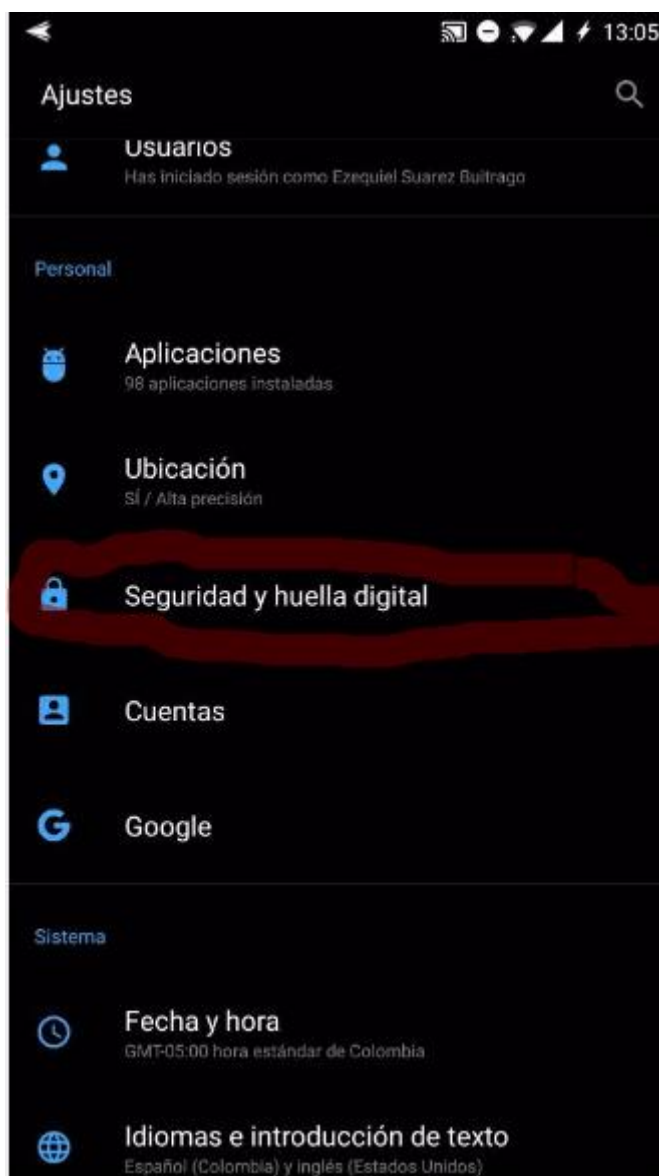 13:05
Ajustes
Usuarios
Has iniciado sesión como Ezequiel Suarez Buitrago
Personal
Aplicaciones
98 aplicaciones instaladas
Ubicación
SÍ / Alta precisión
Seguridad y huella digital
Cuentas
Google
Sistema
Fecha y hora
GMT-05:00 hora estándar de Colombia
Idiomas e introducción de texto
Español (Colombia) y inglés (Estados Unidos)